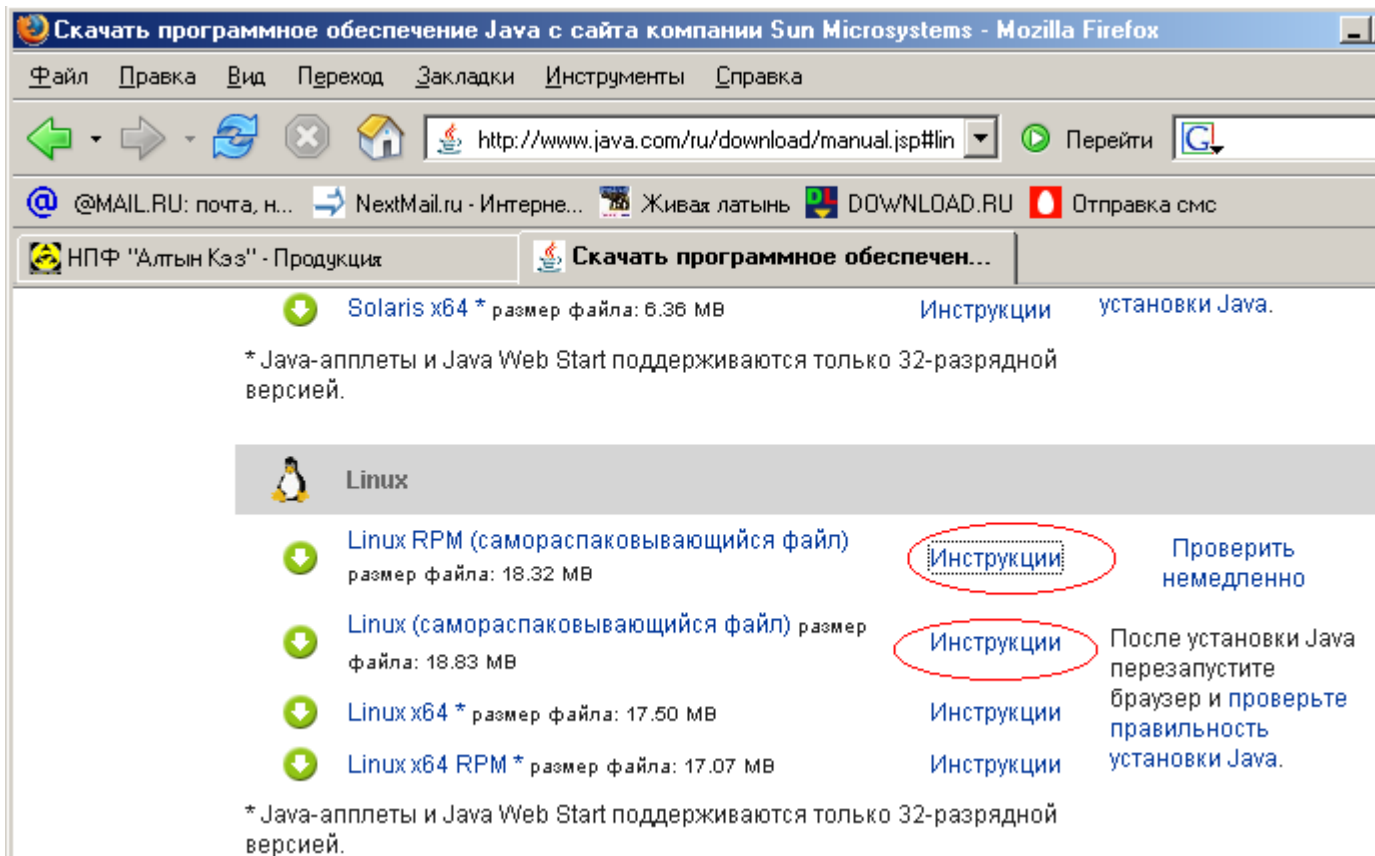 Скачать программное обеспечение Java с сайта компании Sun Microsystems - Mozilla Firefox
Файл Правка Вид Переход Закладки Инструменты Справка
http://www.java.com/ru/download/manual.jsp#lin Перейти G
@ @MAIL.RU: почта, н... NextMail.ru - Интерне... Живая латынь DL DOWNLOAD.RU Отправка смс
НПФ "Алтын Кэз" - Продукция Скачать программное обеспечен...
Solaris x64 * размер файла: 6.36 MB Инструкции установки Java.
* Java-апплеты и Java Web Start поддерживаются только 32-разрядной
версией.
Linux
Linux RPM (самораспаковывающийся файл)
размер файла: 18.32 MB
Инструкции
Проверить
немедленно
Linux (самораспаковывающийся файл) размер
файла: 18.83 MB
Инструкции
Linux x64 * размер файла: 17.50 MB Инструкции
Linux x64 RPM * размер файла: 17.07 MB Инструкции
После установки Java
перезапустите
браузер и проверьте
правильность
установки Java.
* Java-апплеты и Java Web Start поддерживаются только 32-разрядной
версией.